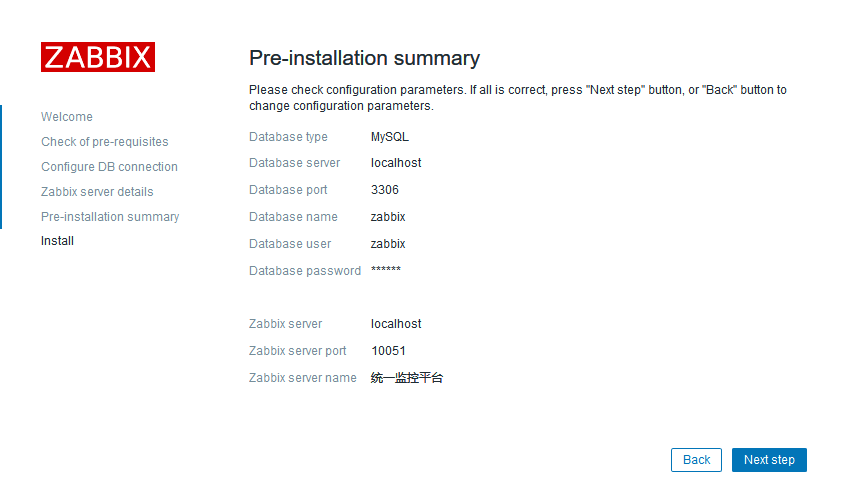 ZABBIX
Welcome
Check of pre-requisites
Configure DB connection
Zabbix server details
Pre-installation summary
Install
Pre-installation summary
Please check configuration parameters. If all is correct, press "Next step" button, or "Back" button to
change configuration parameters.
Database type MySQL
Database server localhost
Database port 3306
Database name zabbix
Database user zabbix
Database password ******
Zabbix server localhost
Zabbix server port 10051
Zabbix server name 统一监控平台
Back Next step